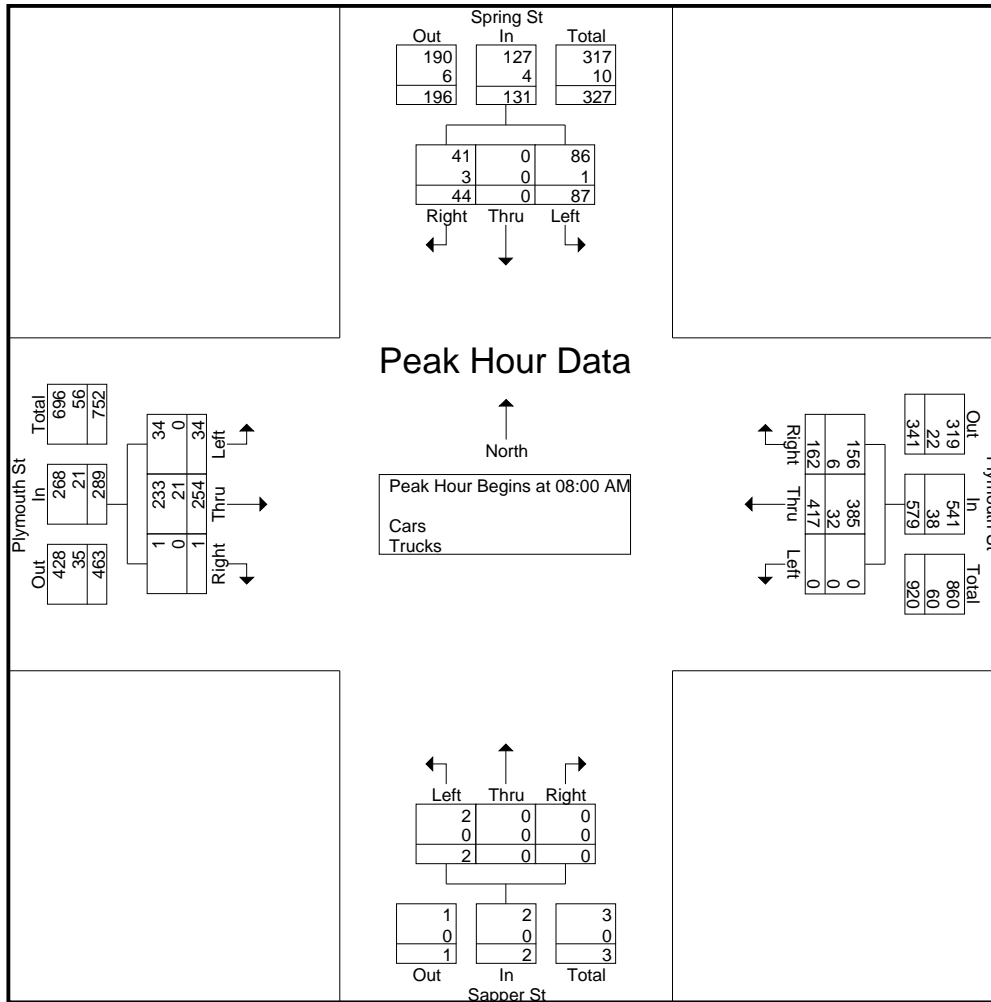 Spring St
Out In Total
190 127 317
6 4 10
196 131 327
41 0 86
3 0 1
44 0 87
Right Thru Left
Peak Hour Data
North
Peak Hour Begins at 08:00 AM
Cars
Trucks
Plymouth St
Out In Total
428 268 696
35 21 56
463 289 752
Right Thru Left
1 233 34
0 21 0
1 254 34
Plymouth St
Out In Total
319 541 860
22 38 60
341 579 920
156 385 0
6 32 0
162 417 0
Right Thru Left
Left Thru Right
2 0 0
0 0 0
2 0 0
1 2 3
0 0 0
1 2 3
Out In Total
Sapper St